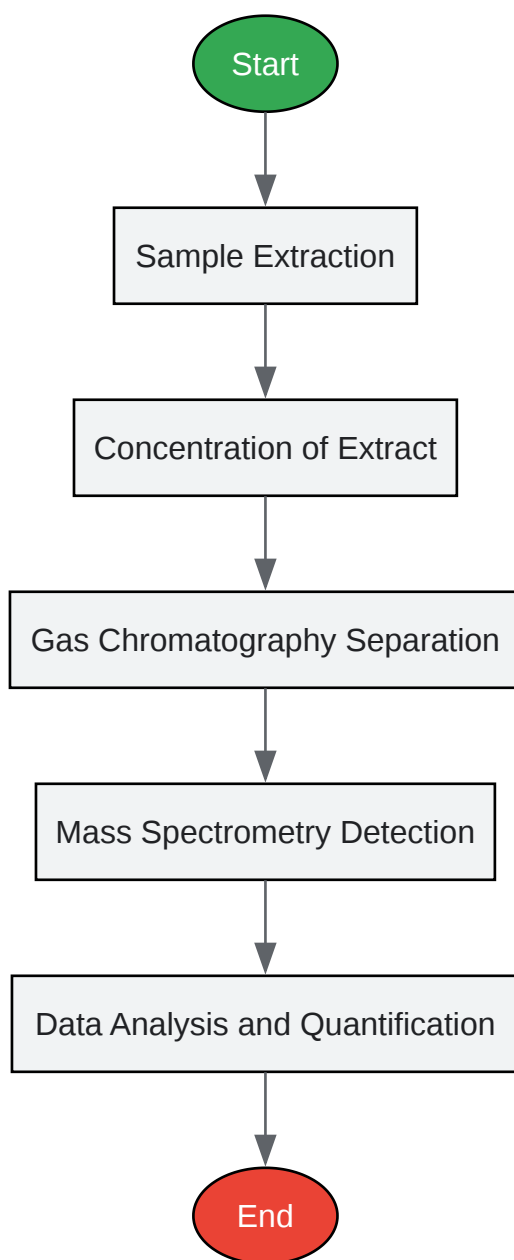 Start
Sample Extraction
Concentration of Extract
Gas Chromatography Separation
Mass Spectrometry Detection
Data Analysis and Quantification
End